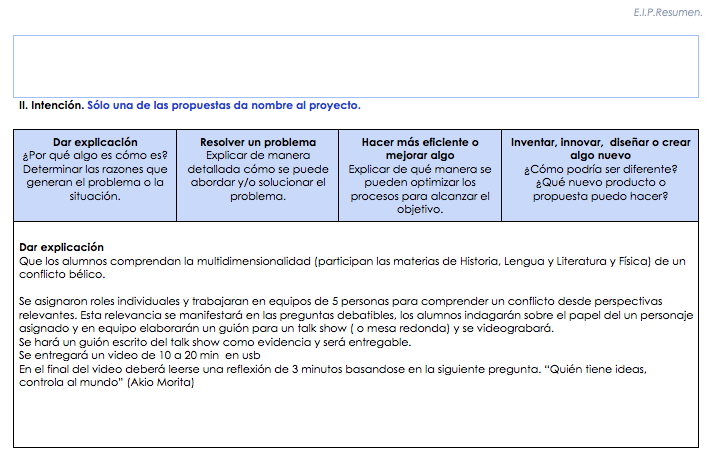 E.I.P.Resumen.
II. Intención. Sólo una de las propuestas da nombre al proyecto.
Dar explicación
¿Por qué algo es cómo es?
Determinar las razones que
generan el problema o la
situación.
Resolver un problema
Explicar de manera
detallada cómo se puede
abordar y/o solucionar el
problema.
Hacer más eficiente o
mejorar algo
Explicar de qué manera se
pueden optimizar los
procesos para alcanzar el
objetivo.
Inventar, innovar, diseñar o crear
algo nuevo
¿Cómo podría ser diferente?
¿Qué nuevo producto o
propuesta puedo hacer?
Dar explicación
Que los alumnos comprendan la multidimensionalidad (participan las materias de Historia, Lengua y Literatura y Física) de un
conflicto bélico.
Se asignaron roles individuales y trabajaran en equipos de 5 personas para comprender un conflicto desde perspectivas
relevantes. Esta relevancia se manifestará en las preguntas debatibles, los alumnos indagarán sobre el papel del un personaje
asignado y en equipo elaborarán un guión para un talk show ( o mesa redonda) y se videograbará.
Se hará un guión escrito del talk show como evidencia y será entregable.
Se entregará un video de 10 a 20 min en usb
En el final del video deberá leerse una reflexión de 3 minutos basandose en la siguiente pregunta. “Quién tiene ideas,
controla al mundo” (Akio Morita)